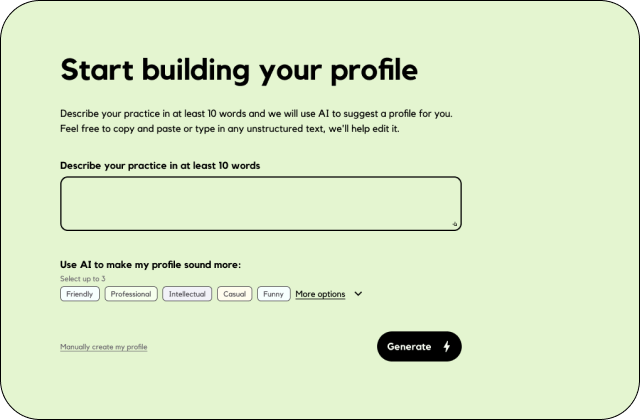 Start building your profile
Describe your practice in at least 10 words and we will use AI to suggest a profile for you.
Feel free to copy and paste or type in any unstructured text, we'll help edit it.
Describe your practice in at least 10 words
Use AI to make my profile sound more:
Select up to 3
Friendly Professional Intellectual Casual Funny More options
Manually create my profile
Generate